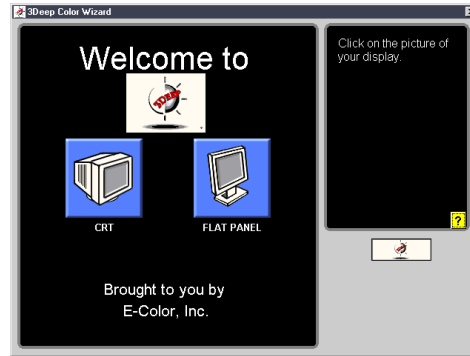 3Deep Color Wizard
Welcome to
3DEEP
CRT
FLAT PANEL
Brought to you by
E-Color, Inc.
Click on the picture of
your display.
?